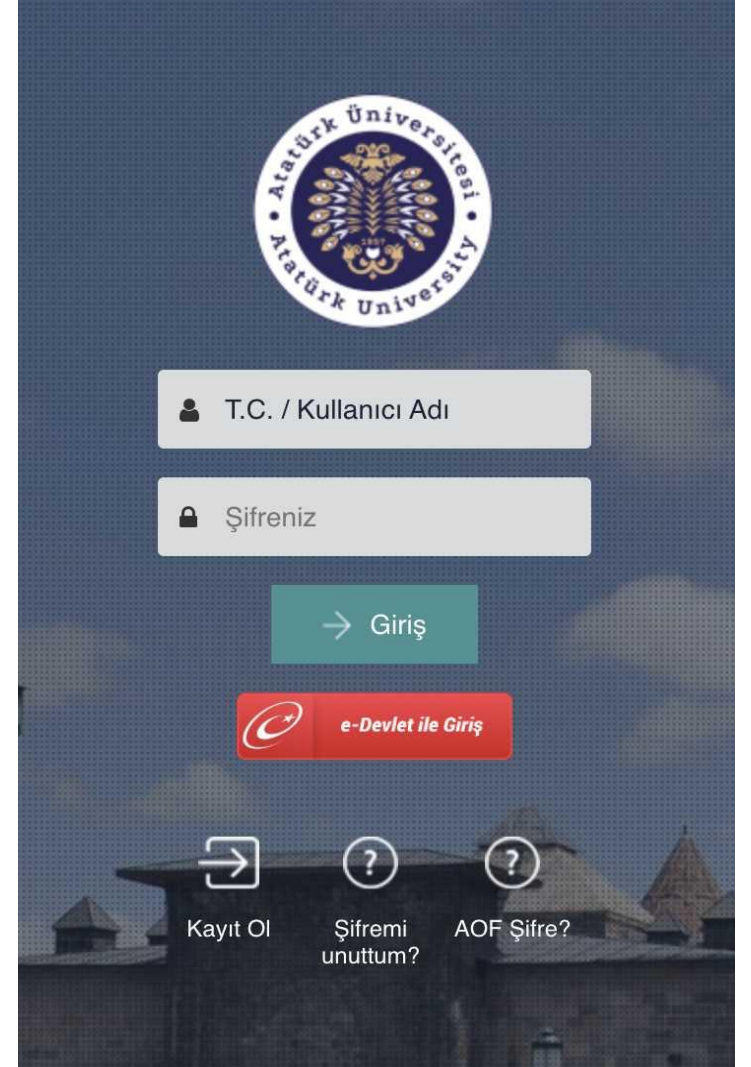 Atatürk Üniversitesi
Atatürk University
1957
T.C. / Kullanıcı Adı
Şifreniz
Giriş
e-Devlet ile Giriş
Kayıt Ol
Şifremi
unuttum?
AOF Şifre?